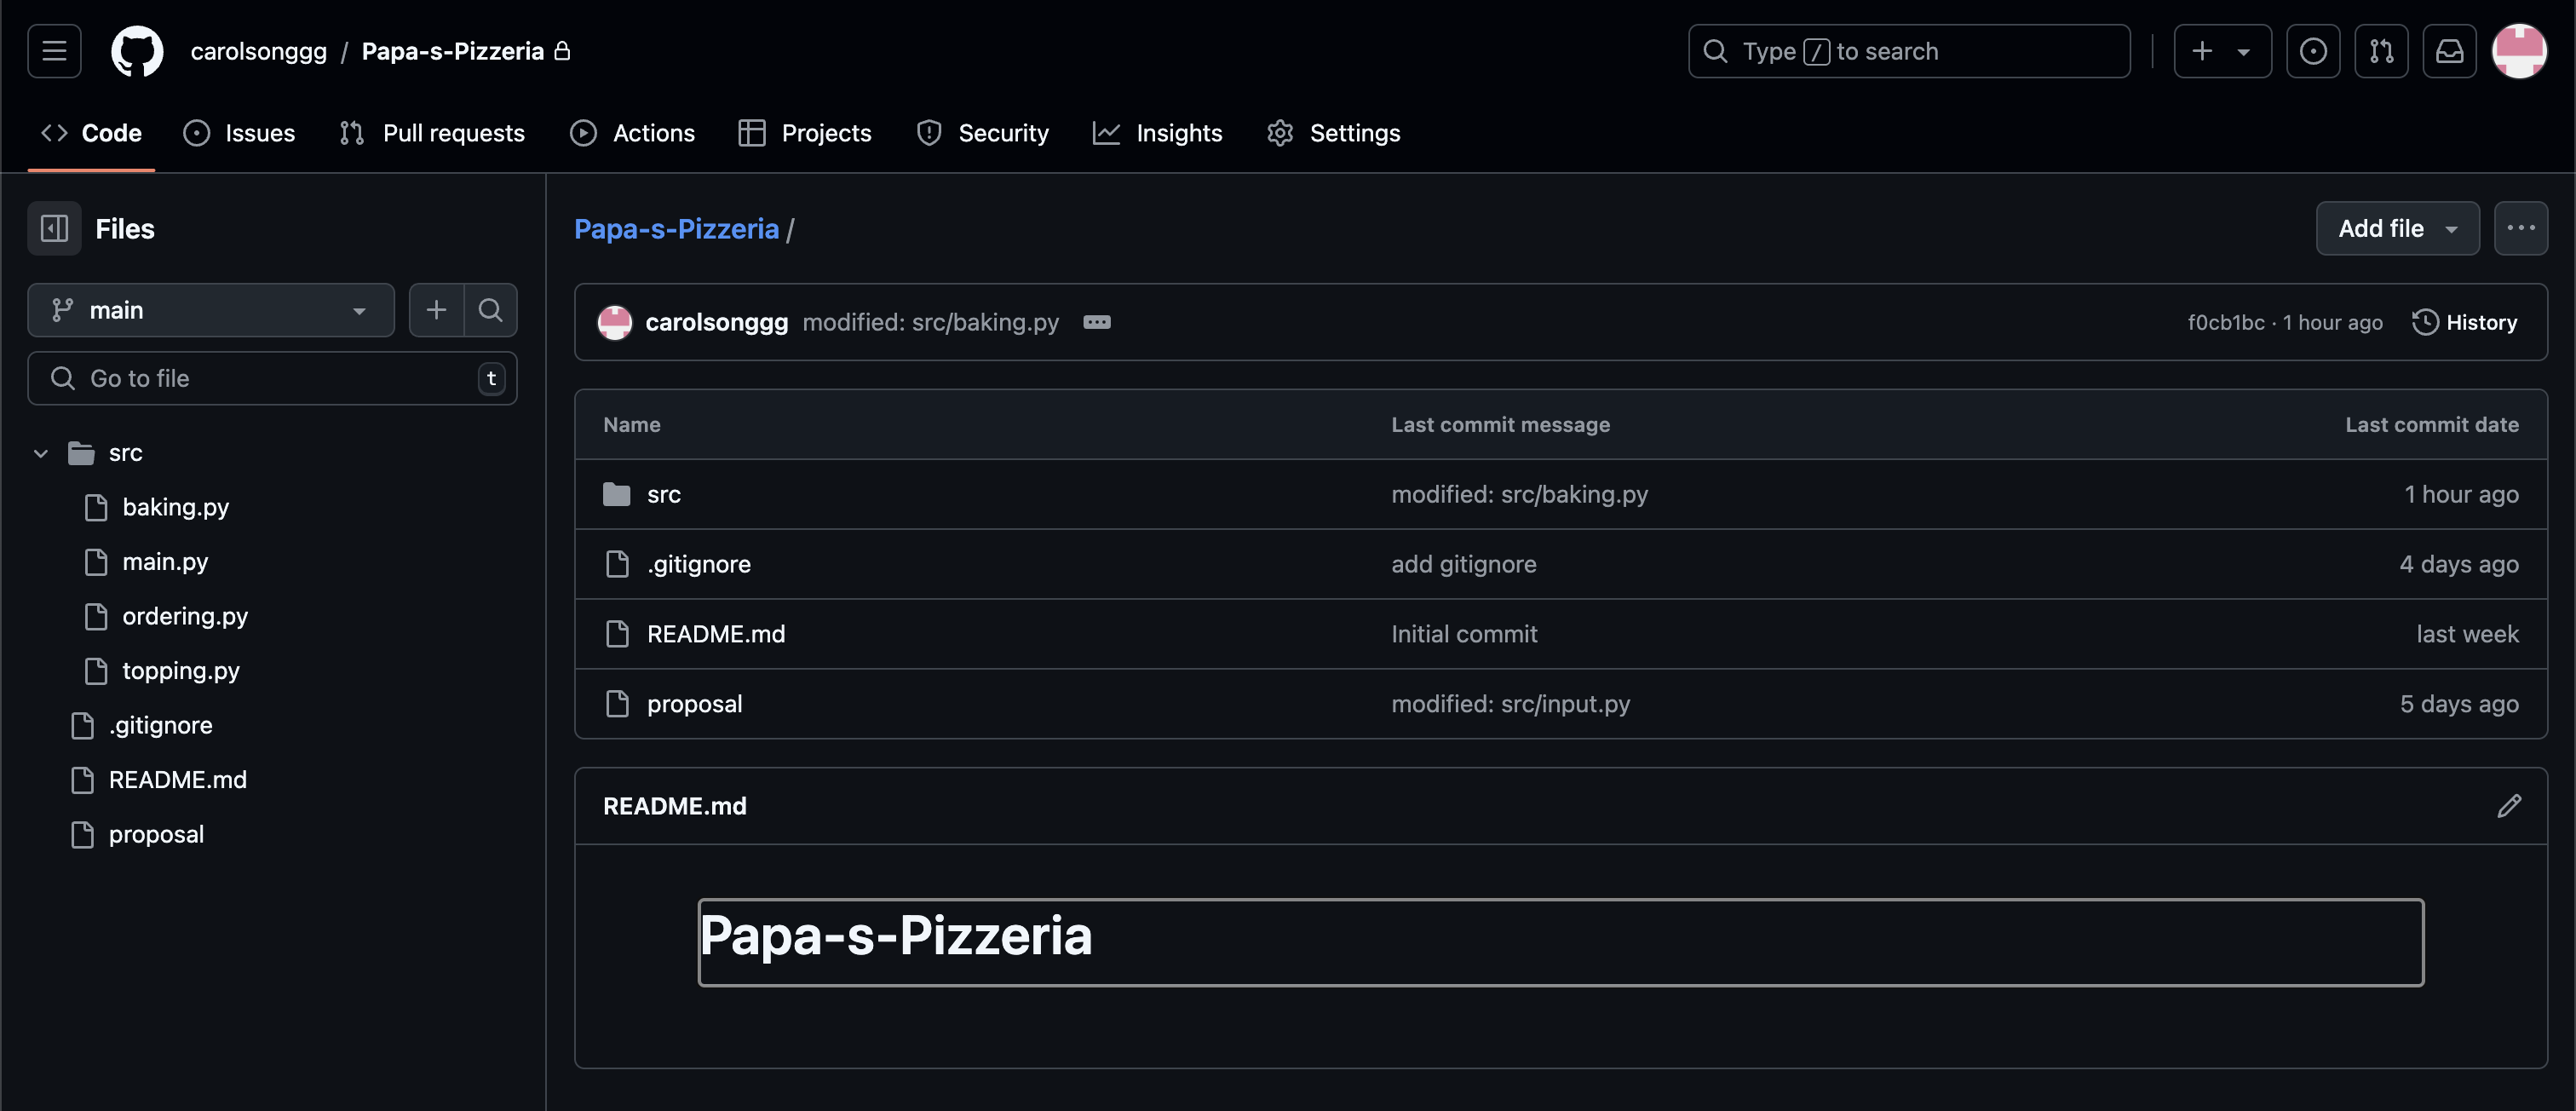 carolsonggg / Papa-s-Pizzeria
Type / to search
Code Issues Pull requests Actions Projects Security Insights Settings
Files
main
Go to file t
src
baking.py
main.py
ordering.py
topping.py
.gitignore
README.md
proposal
Papa-s-Pizzeria /
Add file
carolsonggg modified: src/baking.py f0cb1bc · 1 hour ago History
Name Last commit message Last commit date
src modified: src/baking.py 1 hour ago
.gitignore add gitignore 4 days ago
README.md Initial commit last week
proposal modified: src/input.py 5 days ago
README.md
Papa-s-Pizzeria